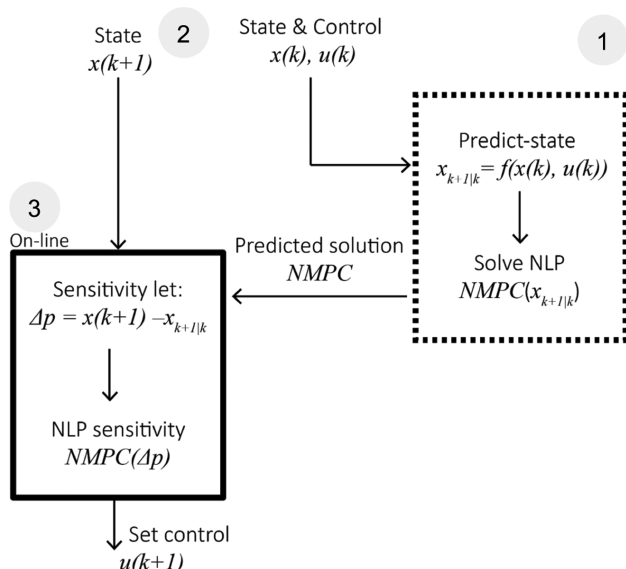 1
State & Control
x(k), u(k)
Predict-state
x_{k+1|k} = f(x(k), u(k))
Solve NLP
NMPC(x_{k+1|k})
Predicted solution
NMPC
2
State
x(k+1)
3
On-line
Sensitivity let:
Δp = x(k+1) –x_{k+1|k}
NLP sensitivity
NMPC(Δp)
Set control
u(k+1)